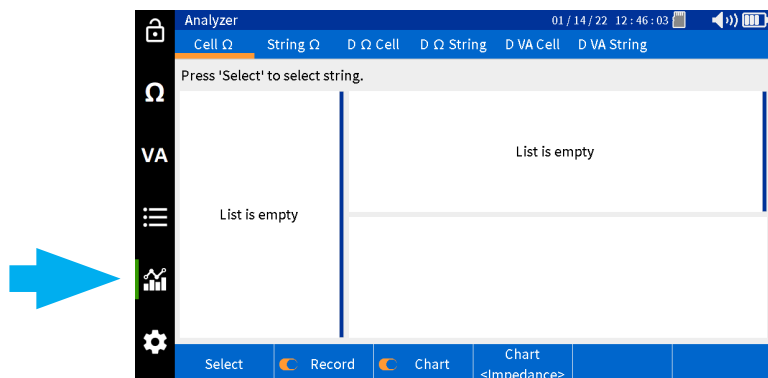 Analyzer 01/14/22 12:46:03
Cell Ω String Ω D Ω Cell D Ω String D VA Cell D VA String
Press 'Select' to select string.
Ω
VA
List is empty
List is empty
Select Record Chart Chart
<Impedance>